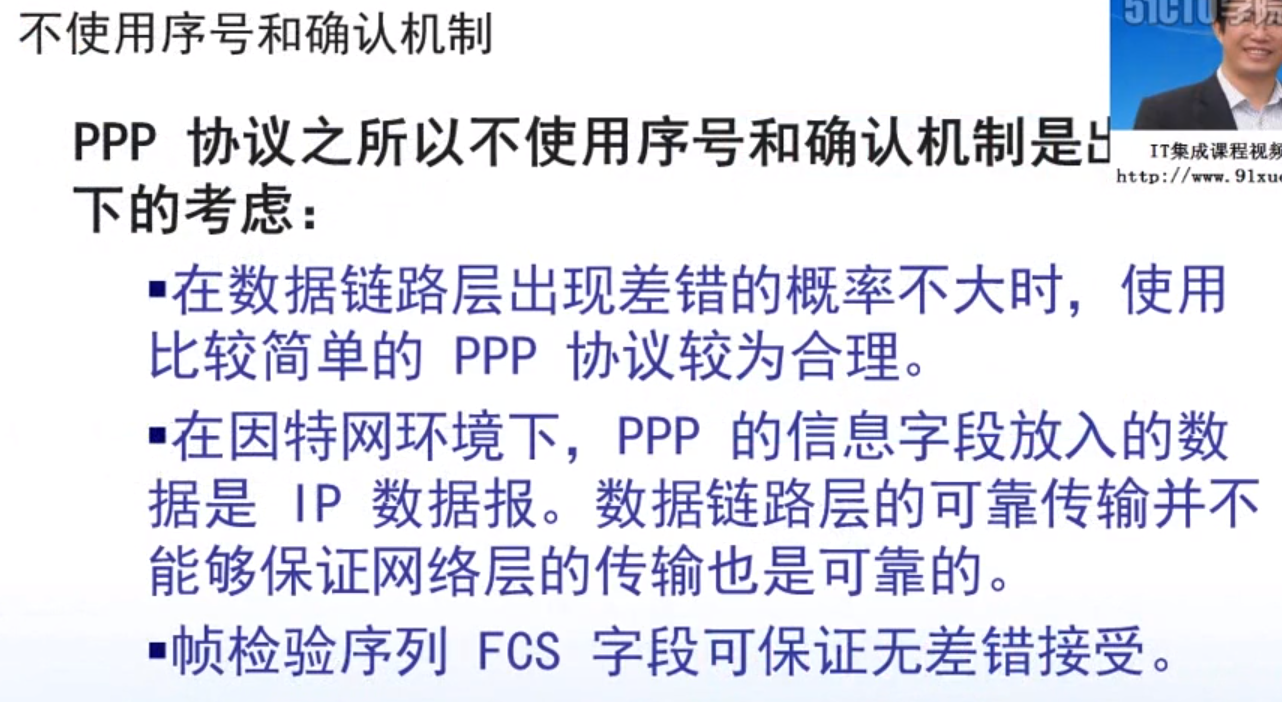 51CTO学院
不使用序号和确认机制
PPP 协议之所以不使用序号和确认机制是出
IT集成课程视频
http://www.91xue
下的考虑：
▪在数据链路层出现差错的概率不大时，使用
比较简单的 PPP 协议较为合理。
▪在因特网环境下，PPP 的信息字段放入的数
据是 IP 数据报。数据链路层的可靠传输并不
能够保证网络层的传输也是可靠的。
▪帧检验序列 FCS 字段可保证无差错接受。